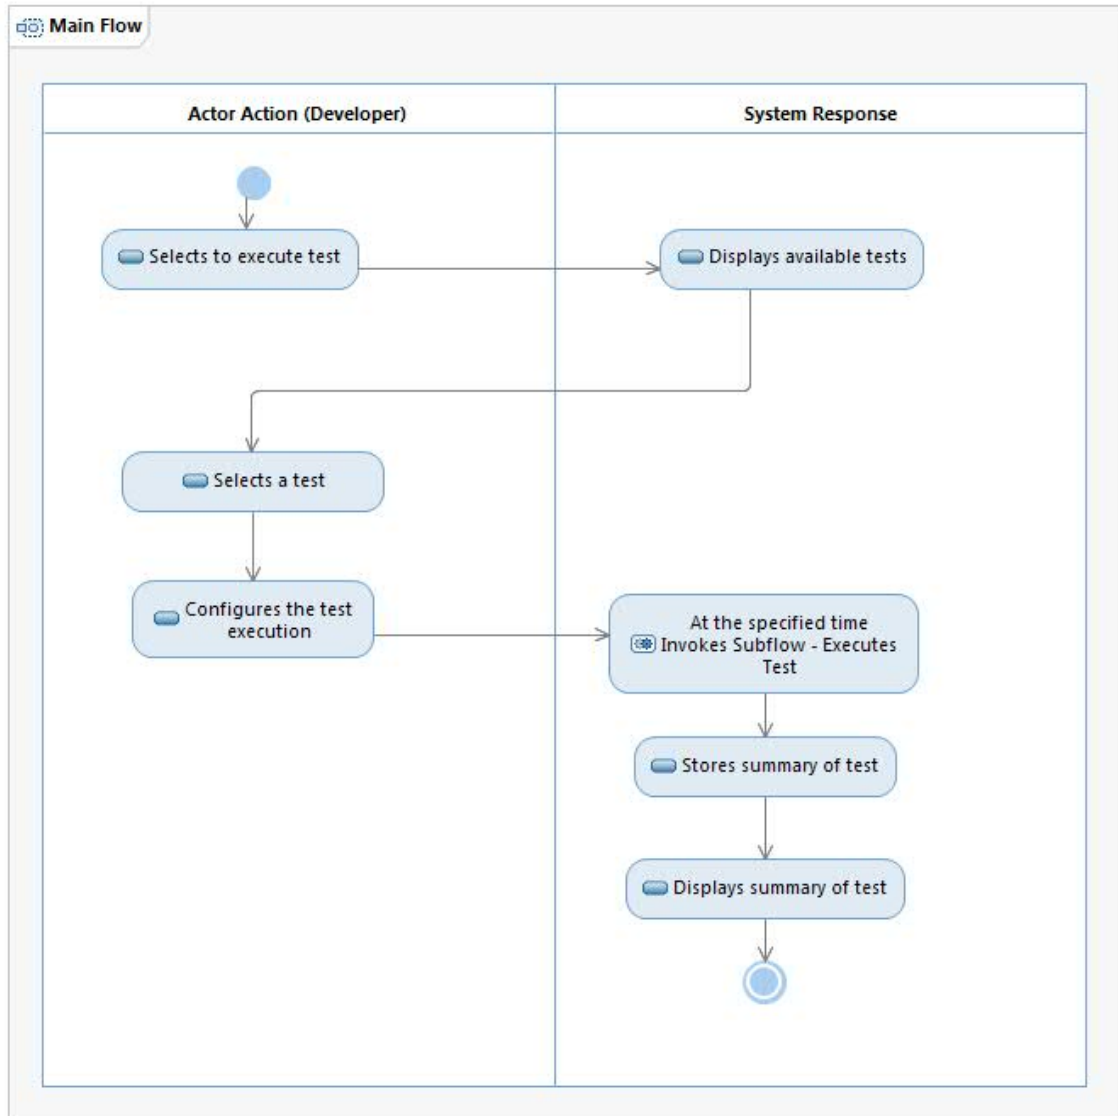 Main Flow
Actor Action (Developer)
System Response
Selects to execute test
Displays available tests
Selects a test
Configures the test
execution
At the specified time
Invokes Subflow - Executes
Test
Stores summary of test
Displays summary of test